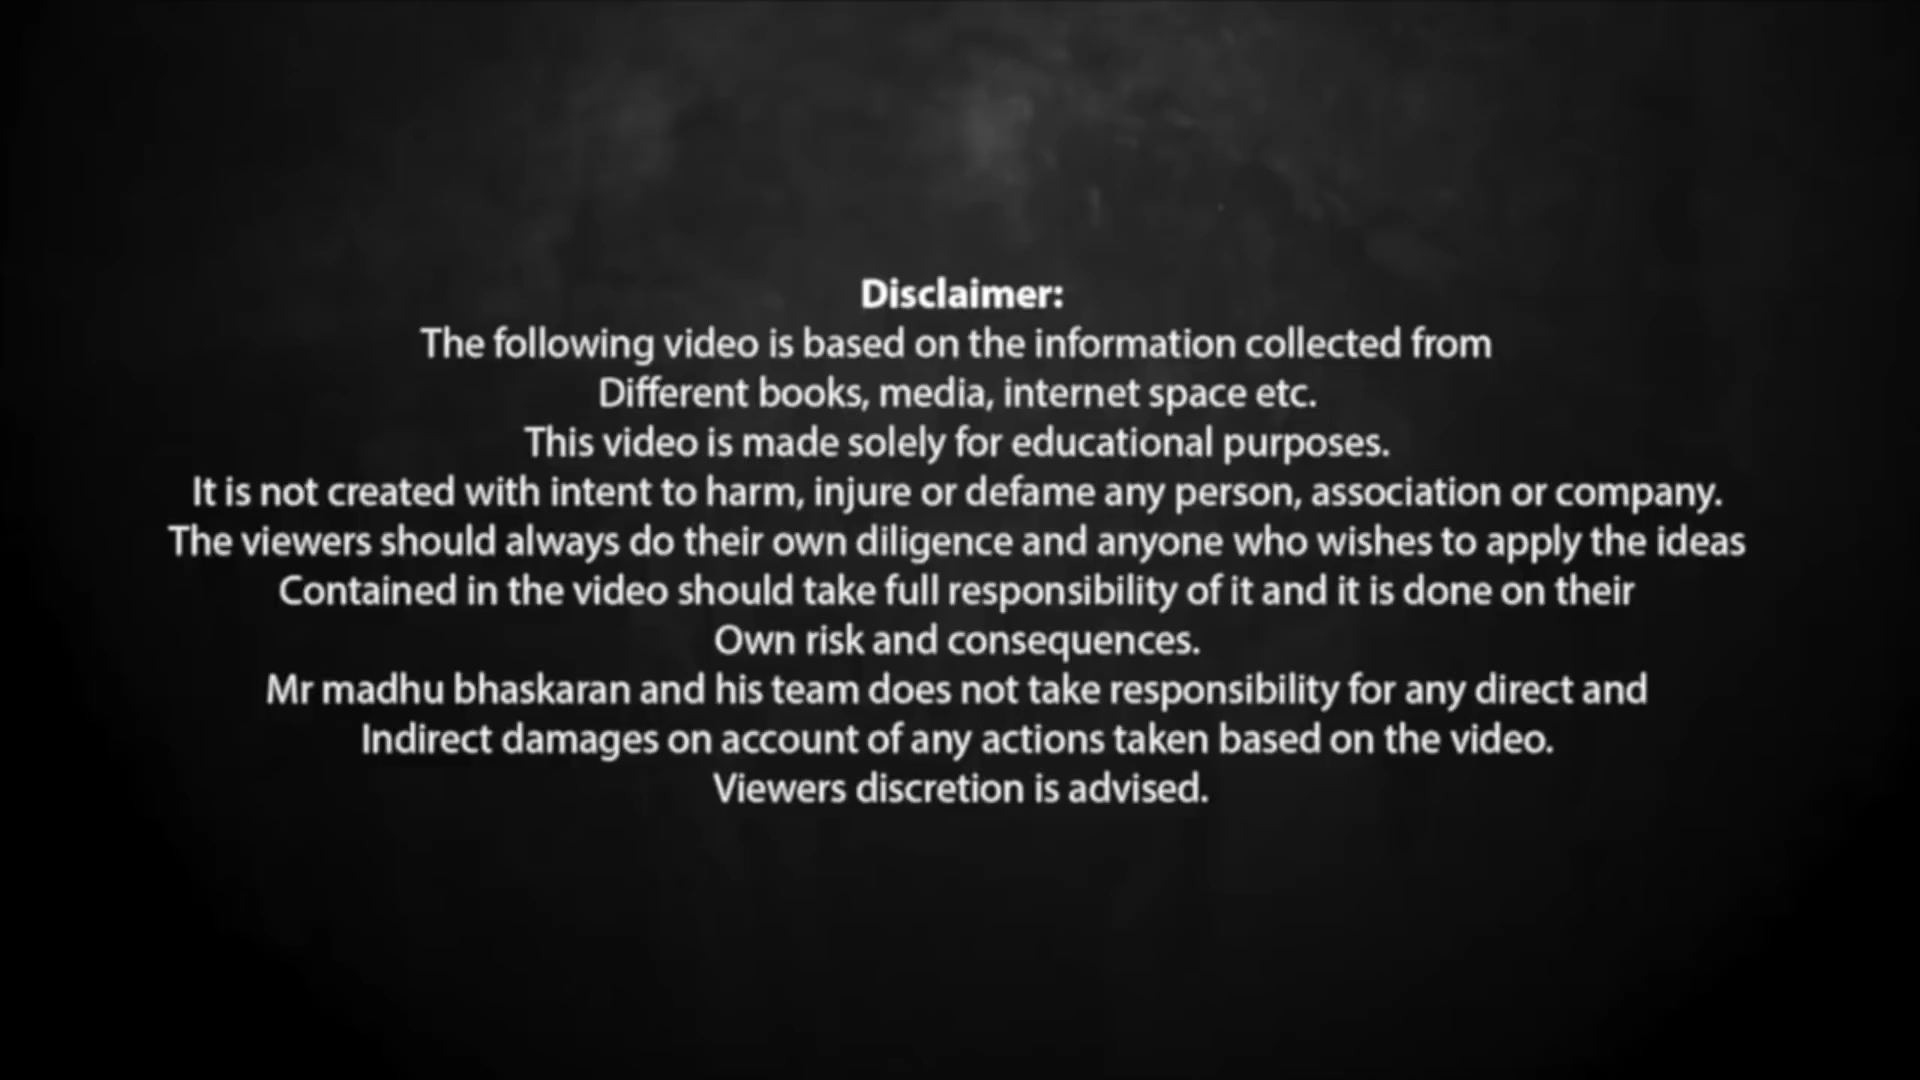 Disclaimer:
The following video is based on the information collected from
Different books, media, internet space etc.
This video is made solely for educational purposes.
It is not created with intent to harm, injure or defame any person, association or company.
The viewers should always do their own diligence and anyone who wishes to apply the ideas
Contained in the video should take full responsibility of it and it is done on their
Own risk and consequences.
Mr madhu bhaskaran and his team does not take responsibility for any direct and
Indirect damages on account of any actions taken based on the video.
Viewers discretion is advised.